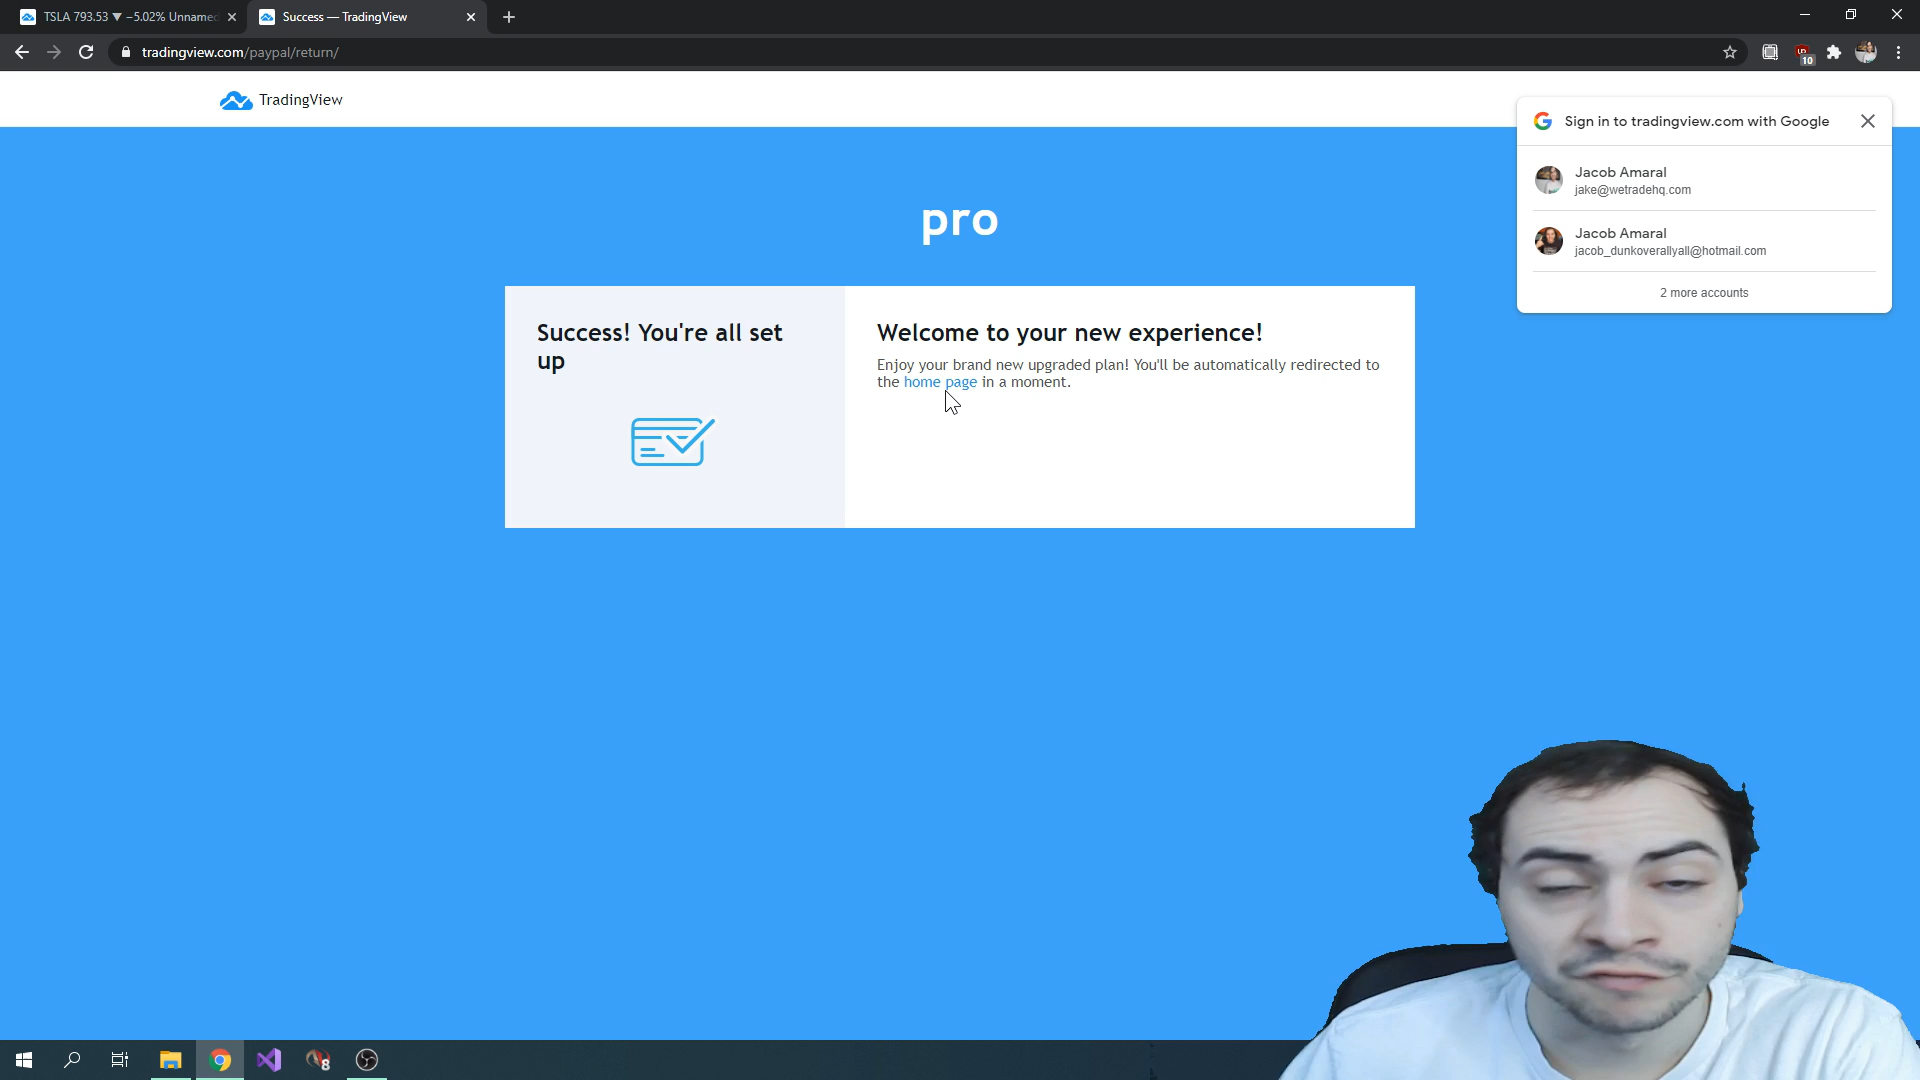 TSLA 793.53 ▼ −5.02% Unnamed
Success — TradingView
tradingview.com/paypal/return/
10
TradingView
Sign in to tradingview.com with Google
Jacob Amaral
jake@wetradehq.com
Jacob Amaral
jacob_dunkoverallyall@hotmail.com
2 more accounts
pro
Success! You're all set
up
Welcome to your new experience!
Enjoy your brand new upgraded plan! You'll be automatically redirected to
the home page in a moment.
8